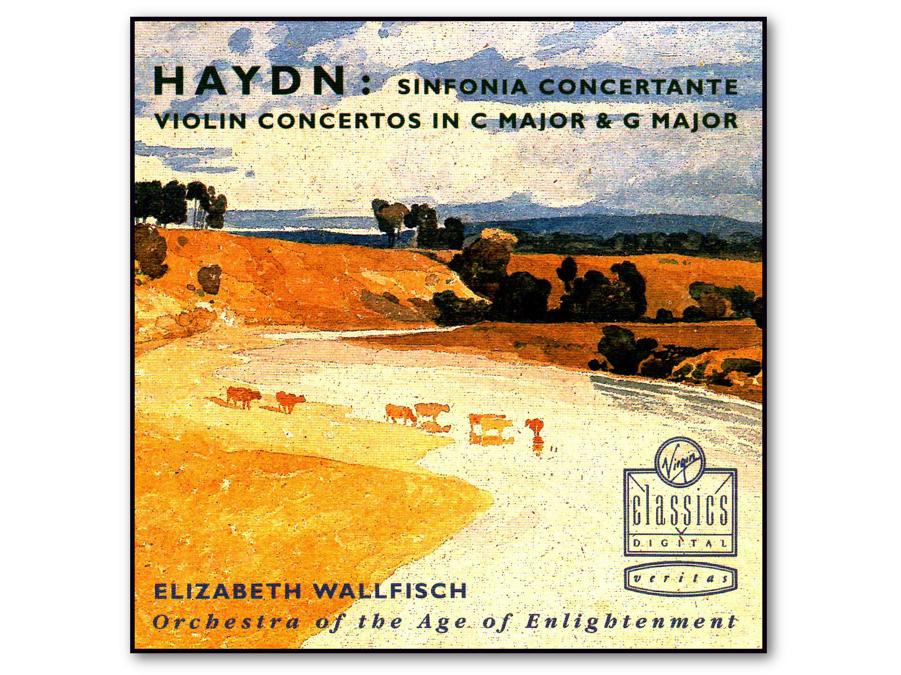 HAYDN: SINFONIA CONCERTANTE
VIOLIN CONCERTOS IN C MAJOR & G MAJOR
Virgin
classics
DIGITAL
veritas
ELIZABETH WALLFISCH
Orchestra of the Age of Enlightenment